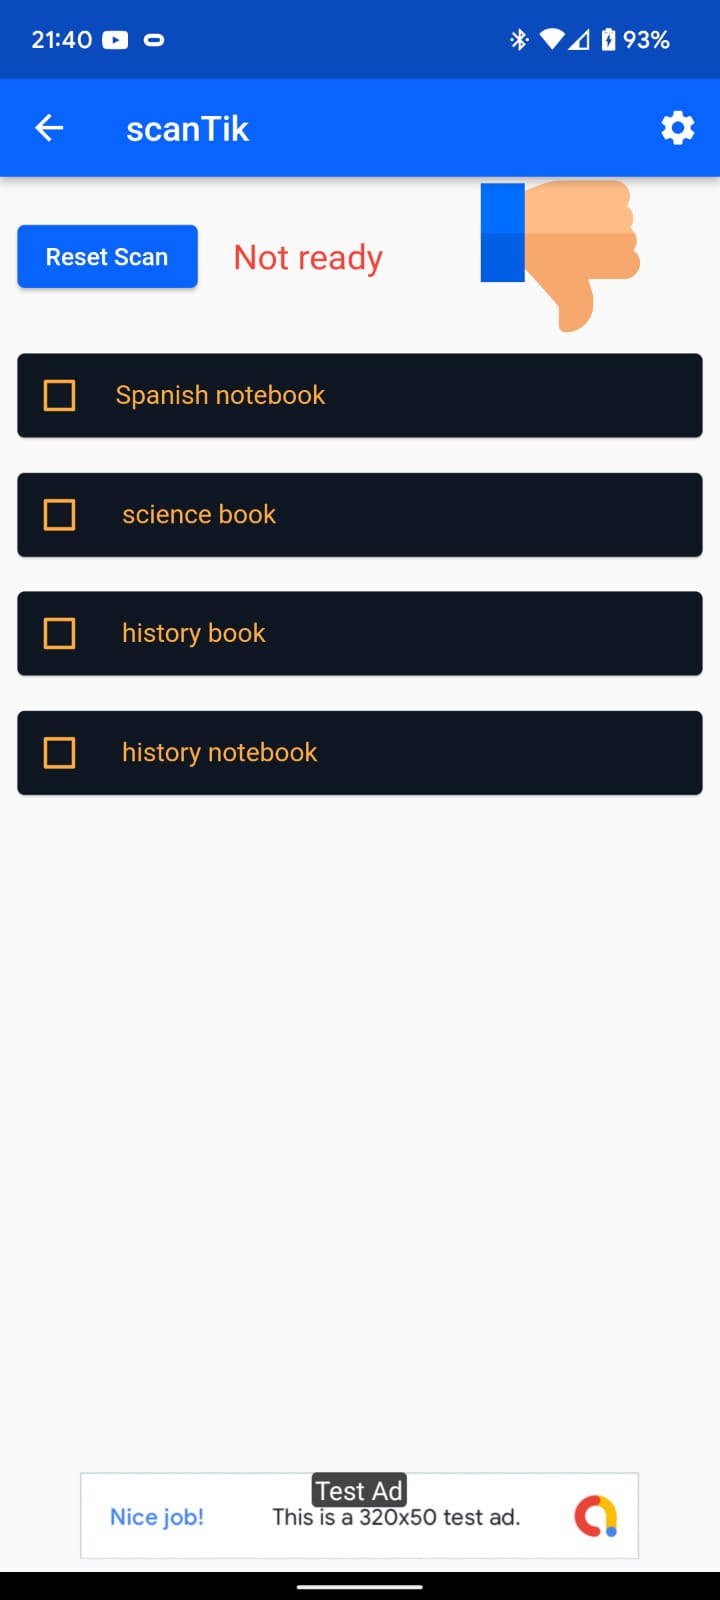 21:40 93%
scanTik
Reset Scan Not ready
Spanish notebook
science book
history book
history notebook
Test Ad
Nice job! This is a 320x50 test ad.